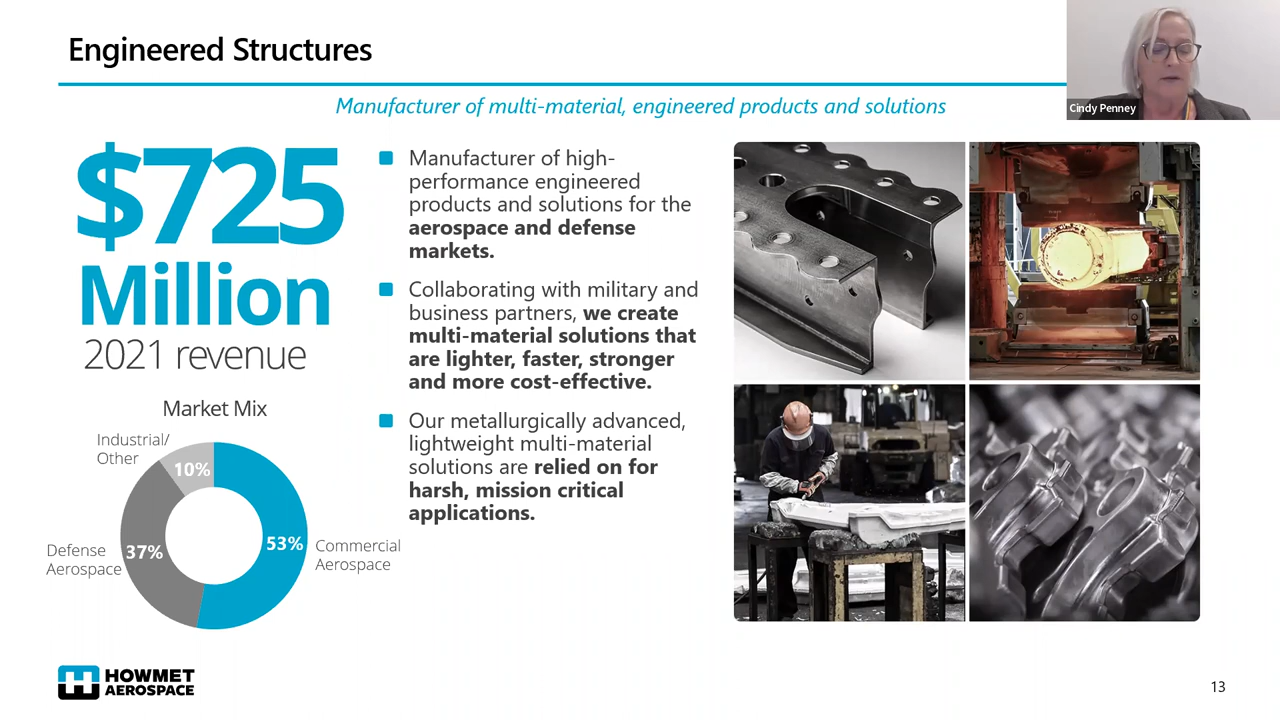 Engineered Structures
Cindy Penney
Manufacturer of multi-material, engineered products and solutions
$725
Million
2021 revenue
Market Mix
Industrial/
Other
10%
Defense
Aerospace
37%
53%
Commercial
Aerospace
Manufacturer of high-
performance engineered
products and solutions for the
aerospace and defense
markets.
Collaborating with military and
business partners, we create
multi-material solutions that
are lighter, faster, stronger
and more cost-effective.
Our metallurgically advanced,
lightweight multi-material
solutions are relied on for
harsh, mission critical
applications.
HOWMET
AEROSPACE
13